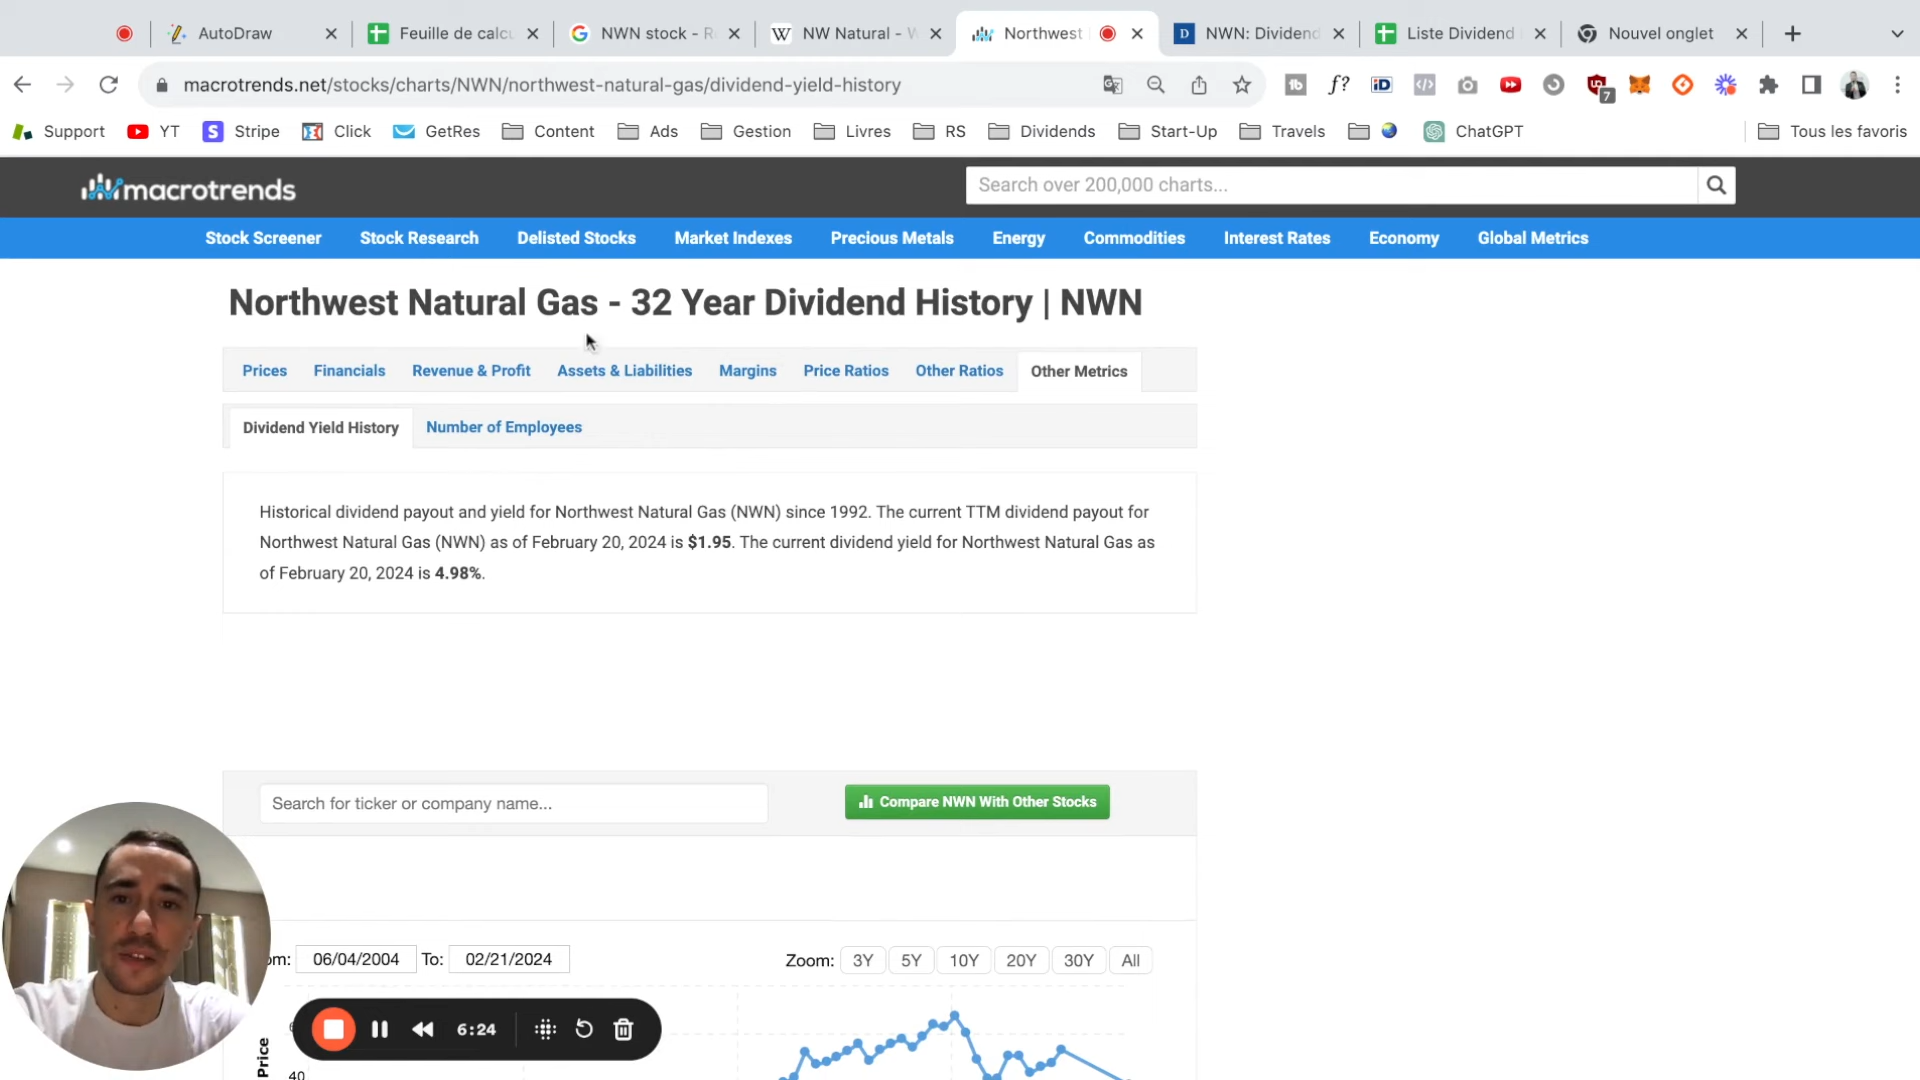 AutoDraw
Feuille de calcu
NWN stock - R
NW Natural - W
Northwest
NWN: Dividend
Liste Dividend
Nouvel onglet
macrotrends.net/stocks/charts/NWN/northwest-natural-gas/dividend-yield-history
7
Support
YT
Stripe
Click
GetRes
Content
Ads
Gestion
Livres
RS
Dividends
Start-Up
Travels
ChatGPT
Tous les favoris
macrotrends
Search over 200,000 charts...
Stock Screener
Stock Research
Delisted Stocks
Market Indexes
Precious Metals
Energy
Commodities
Interest Rates
Economy
Global Metrics
Northwest Natural Gas - 32 Year Dividend History | NWN
Prices
Financials
Revenue & Profit
Assets & Liabilities
Margins
Price Ratios
Other Ratios
Other Metrics
Dividend Yield History
Number of Employees
Historical dividend payout and yield for Northwest Natural Gas (NWN) since 1992. The current TTM dividend payout for
Northwest Natural Gas (NWN) as of February 20, 2024 is $1.95. The current dividend yield for Northwest Natural Gas as
of February 20, 2024 is 4.98%.
Search for ticker or company name...
Compare NWN With Other Stocks
om:
06/04/2004
To:
02/21/2024
Zoom:
3Y
5Y
10Y
20Y
30Y
All
6:24
Price
40